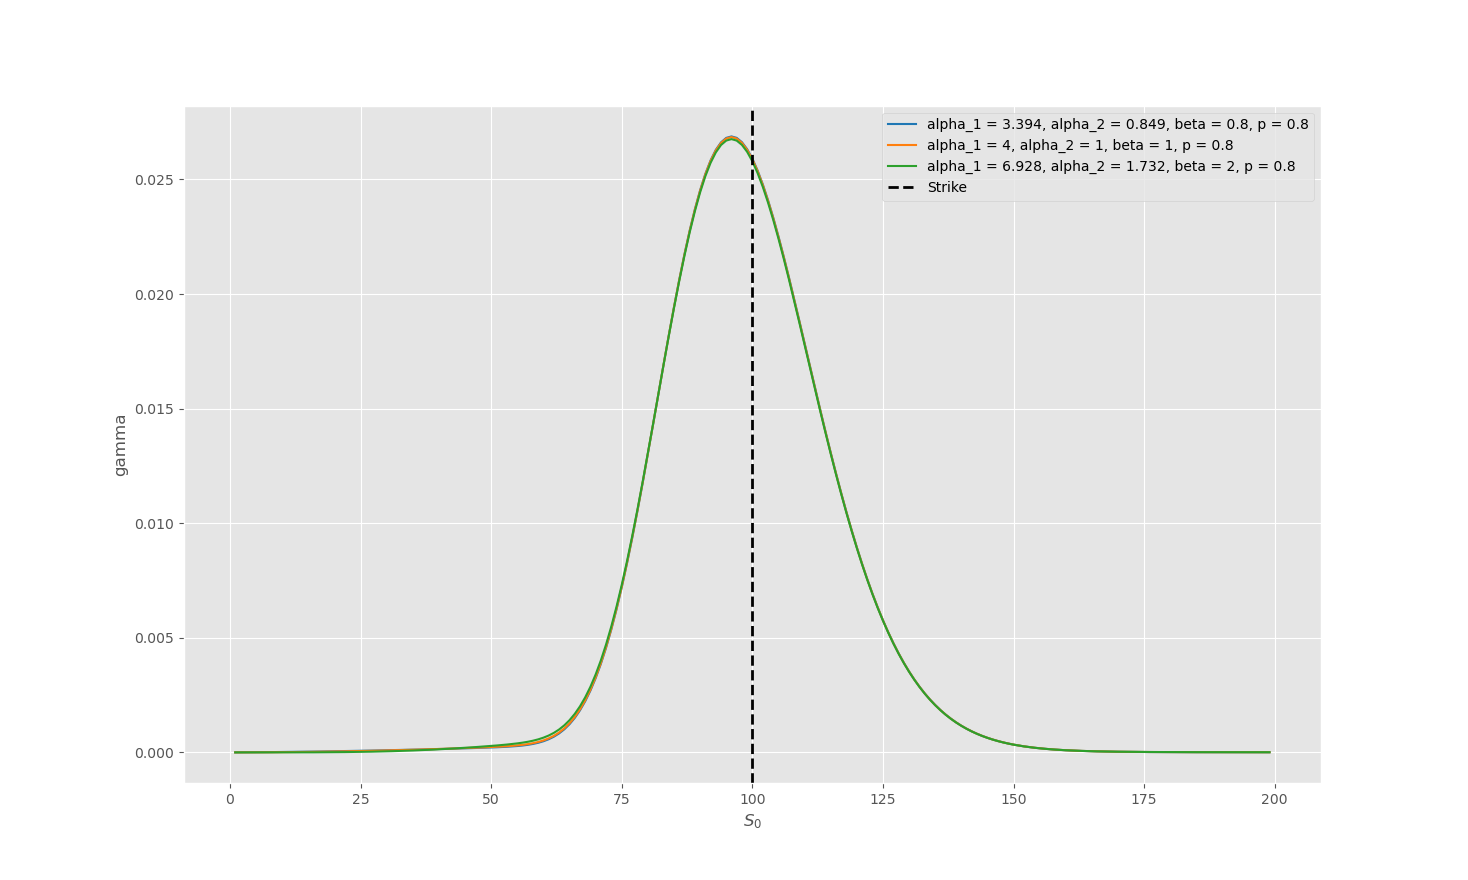 alpha_1 = 3.394, alpha_2 = 0.849, beta = 0.8, p = 0.8
alpha_1 = 4, alpha_2 = 1, beta = 1, p = 0.8
alpha_1 = 6.928, alpha_2 = 1.732, beta = 2, p = 0.8
Strike
0.025
0.020
0.015
0.010
0.005
0.000
gamma
0 25 50 75 100 125 150 175 200
S_0